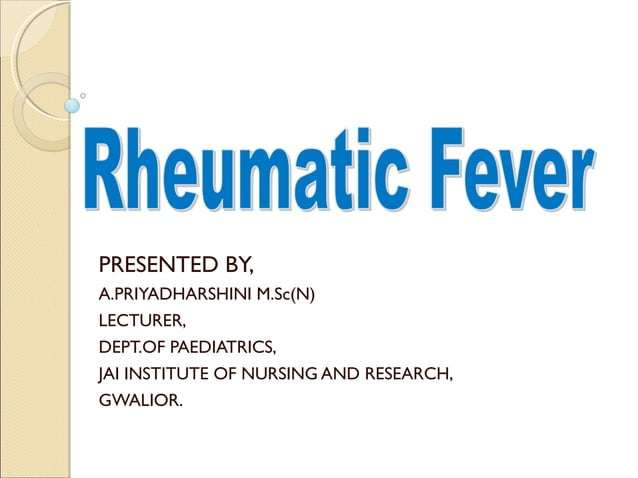 Rheumatic Fever
PRESENTED BY,
A.PRIYADHARSHINI M.Sc(N)
LECTURER,
DEPT.OF PAEDIATRICS,
JAI INSTITUTE OF NURSING AND RESEARCH,
GWALIOR.